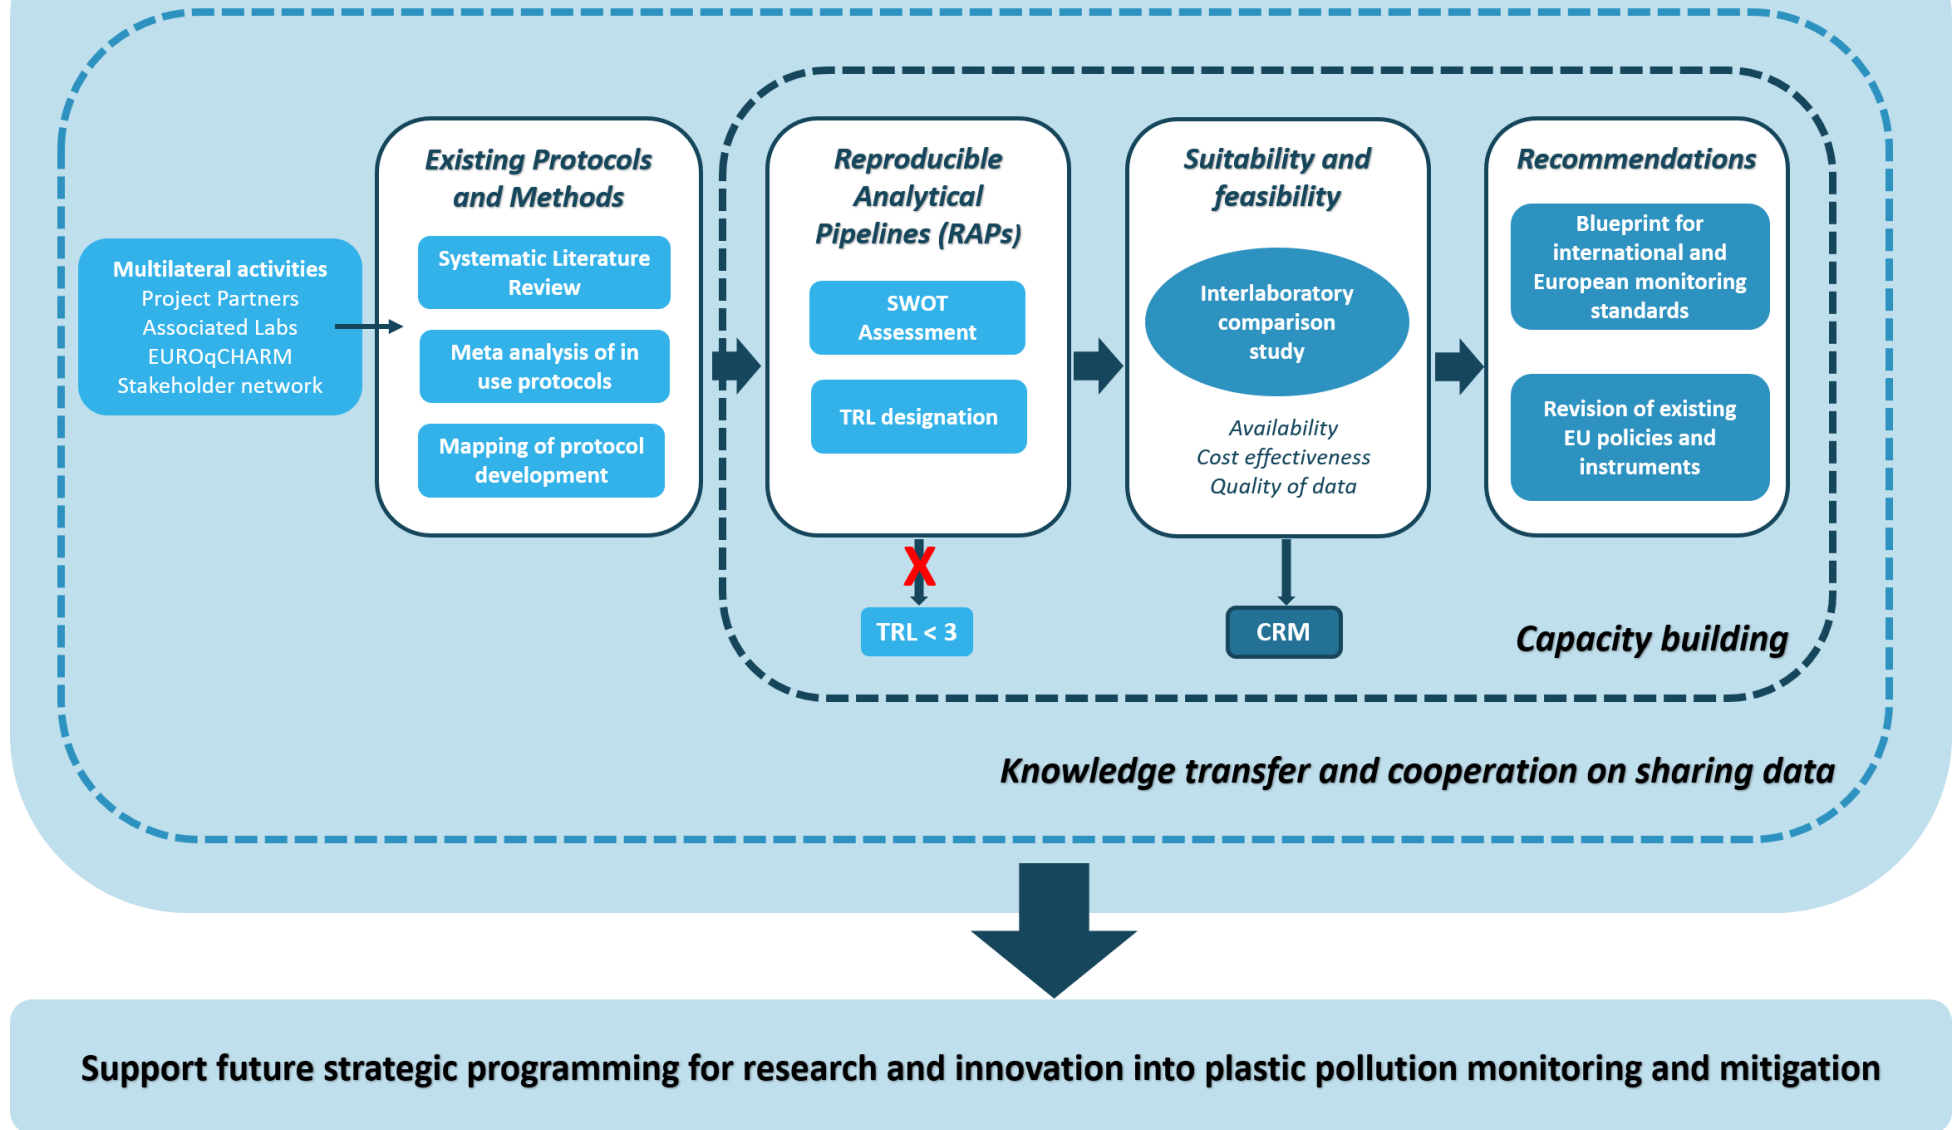 Multilateral activities
Project Partners
Associated Labs
EUROqCHARM
Stakeholder network
Existing Protocols
and Methods
Systematic Literature
Review
Meta analysis of in
use protocols
Mapping of protocol
development
Reproducible
Analytical
Pipelines (RAPs)
SWOT
Assessment
TRL designation
X
TRL < 3
Suitability and
feasibility
Interlaboratory
comparison
study
Availability
Cost effectiveness
Quality of data
CRM
Recommendations
Blueprint for
international and
European monitoring
standards
Revision of existing
EU policies and
instruments
Capacity building
Knowledge transfer and cooperation on sharing data
Support future strategic programming for research and innovation into plastic pollution monitoring and mitigation